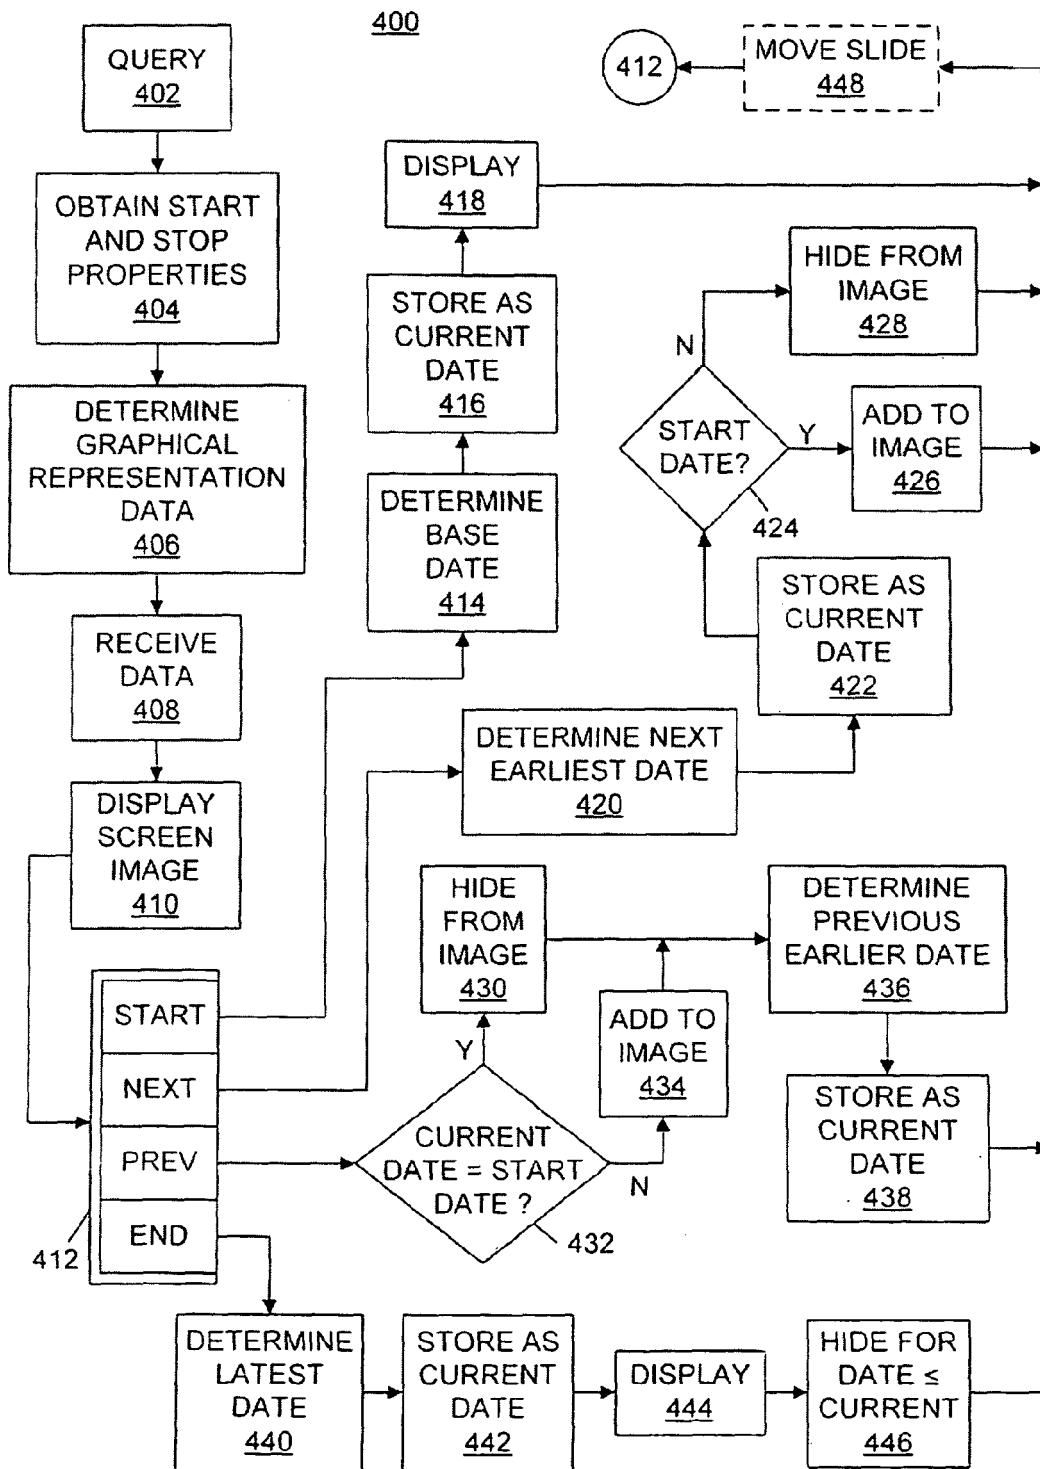 400
QUERY
402
OBTAIN START
AND STOP
PROPERTIES
404
DETERMINE
GRAPHICAL
REPRESENTATION
DATA
406
RECEIVE
DATA
408
DISPLAY
SCREEN
IMAGE
410
START
NEXT
PREV
END
412
412
MOVE SLIDE
448
DISPLAY
418
STORE AS
CURRENT
DATE
416
DETERMINE
BASE
DATE
414
HIDE FROM
IMAGE
428
N
START
DATE?
Y
ADD TO
IMAGE
426
424
STORE AS
CURRENT
DATE
422
DETERMINE NEXT
EARLIEST DATE
420
HIDE
FROM
IMAGE
430
DETERMINE
PREVIOUS
EARLIER DATE
436
ADD TO
IMAGE
434
Y
CURRENT
DATE = START
DATE ?
N
432
STORE AS
CURRENT
DATE
438
DETERMINE
LATEST
DATE
440
STORE AS
CURRENT
DATE
442
DISPLAY
444
HIDE FOR
DATE ≤
CURRENT
446